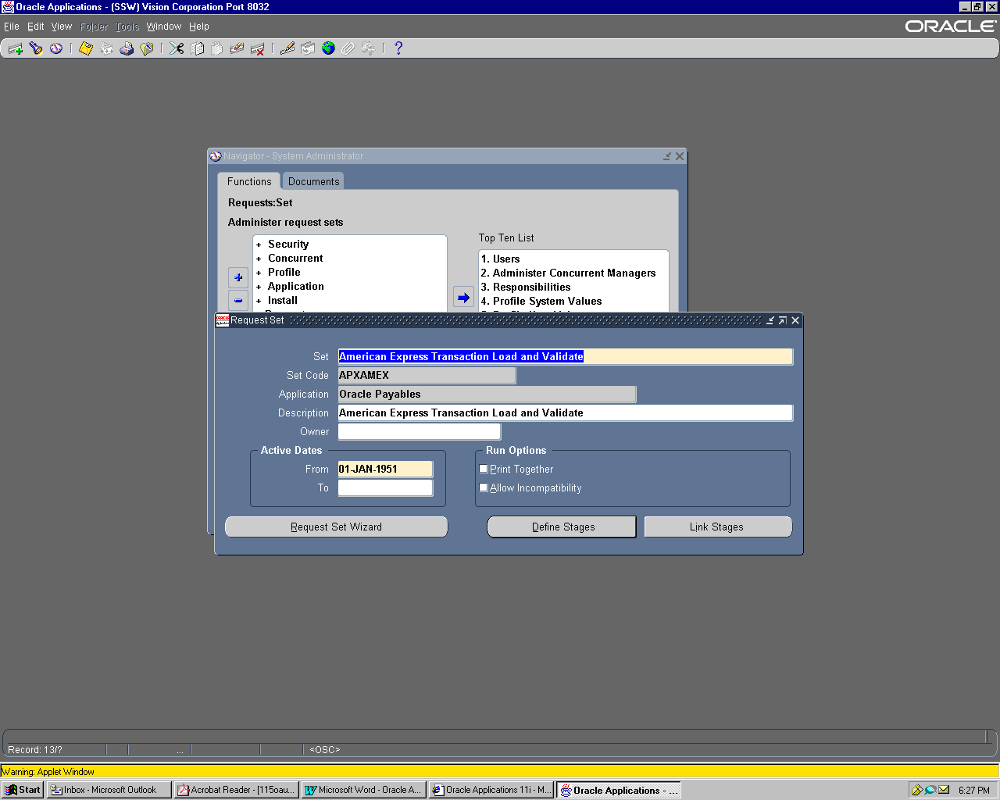 Oracle Applications - (SSW) Vision Corporation Port 8032
File Edit View Folder Tools Window Help
ORACLE
Navigator - System Administrator
Functions Documents
Requests:Set
Administer request sets
Top Ten List
+ Security
+ Concurrent
+ Profile
+ Application
+ Install
1. Users
2. Administer Concurrent Managers
3. Responsibilities
4. Profile System Values
Request Set
Set American Express Transaction Load and Validate
Set Code APXAMEX
Application Oracle Payables
Description American Express Transaction Load and Validate
Owner
Active Dates
From 01-JAN-1951
To
Run Options
Print Together
Allow Incompatibility
Request Set Wizard
Define Stages
Link Stages
Record: 13/? ... <OSC>
Warning: Applet Window
Start Inbox - Microsoft Outlook Acrobat Reader - [115oau... Microsoft Word - Oracle A... Oracle Applications 11i - M... Oracle Applications - ... 6:27 PM